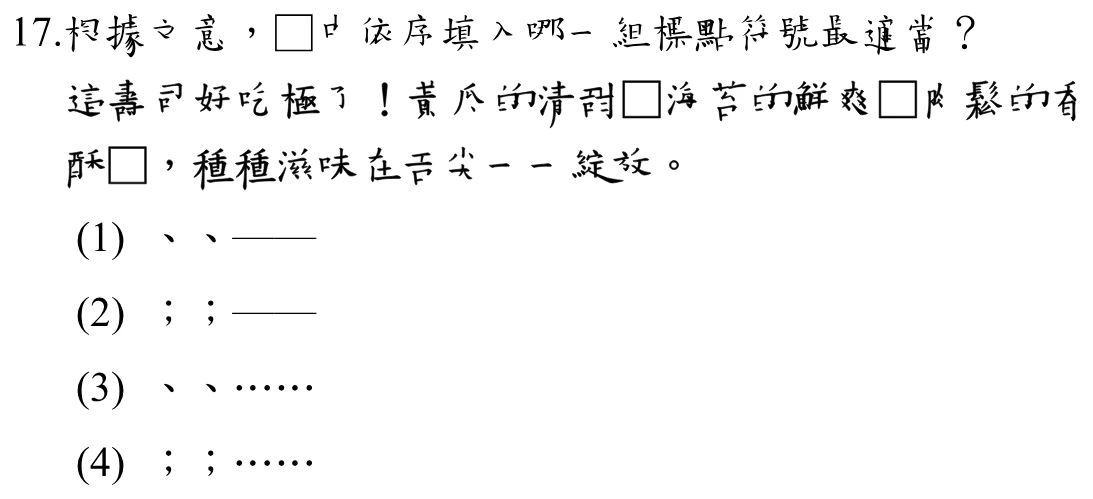 17.根據文意，□中依序填入哪一組標點符號最適當？
這壽司好吃極了！黃瓜的清甜□海苔的鮮爽□肉鬆的香
酥□，種種滋味在舌尖一一綻放。
(1) 、、——
(2) ；；——
(3) 、、……
(4) ；；……